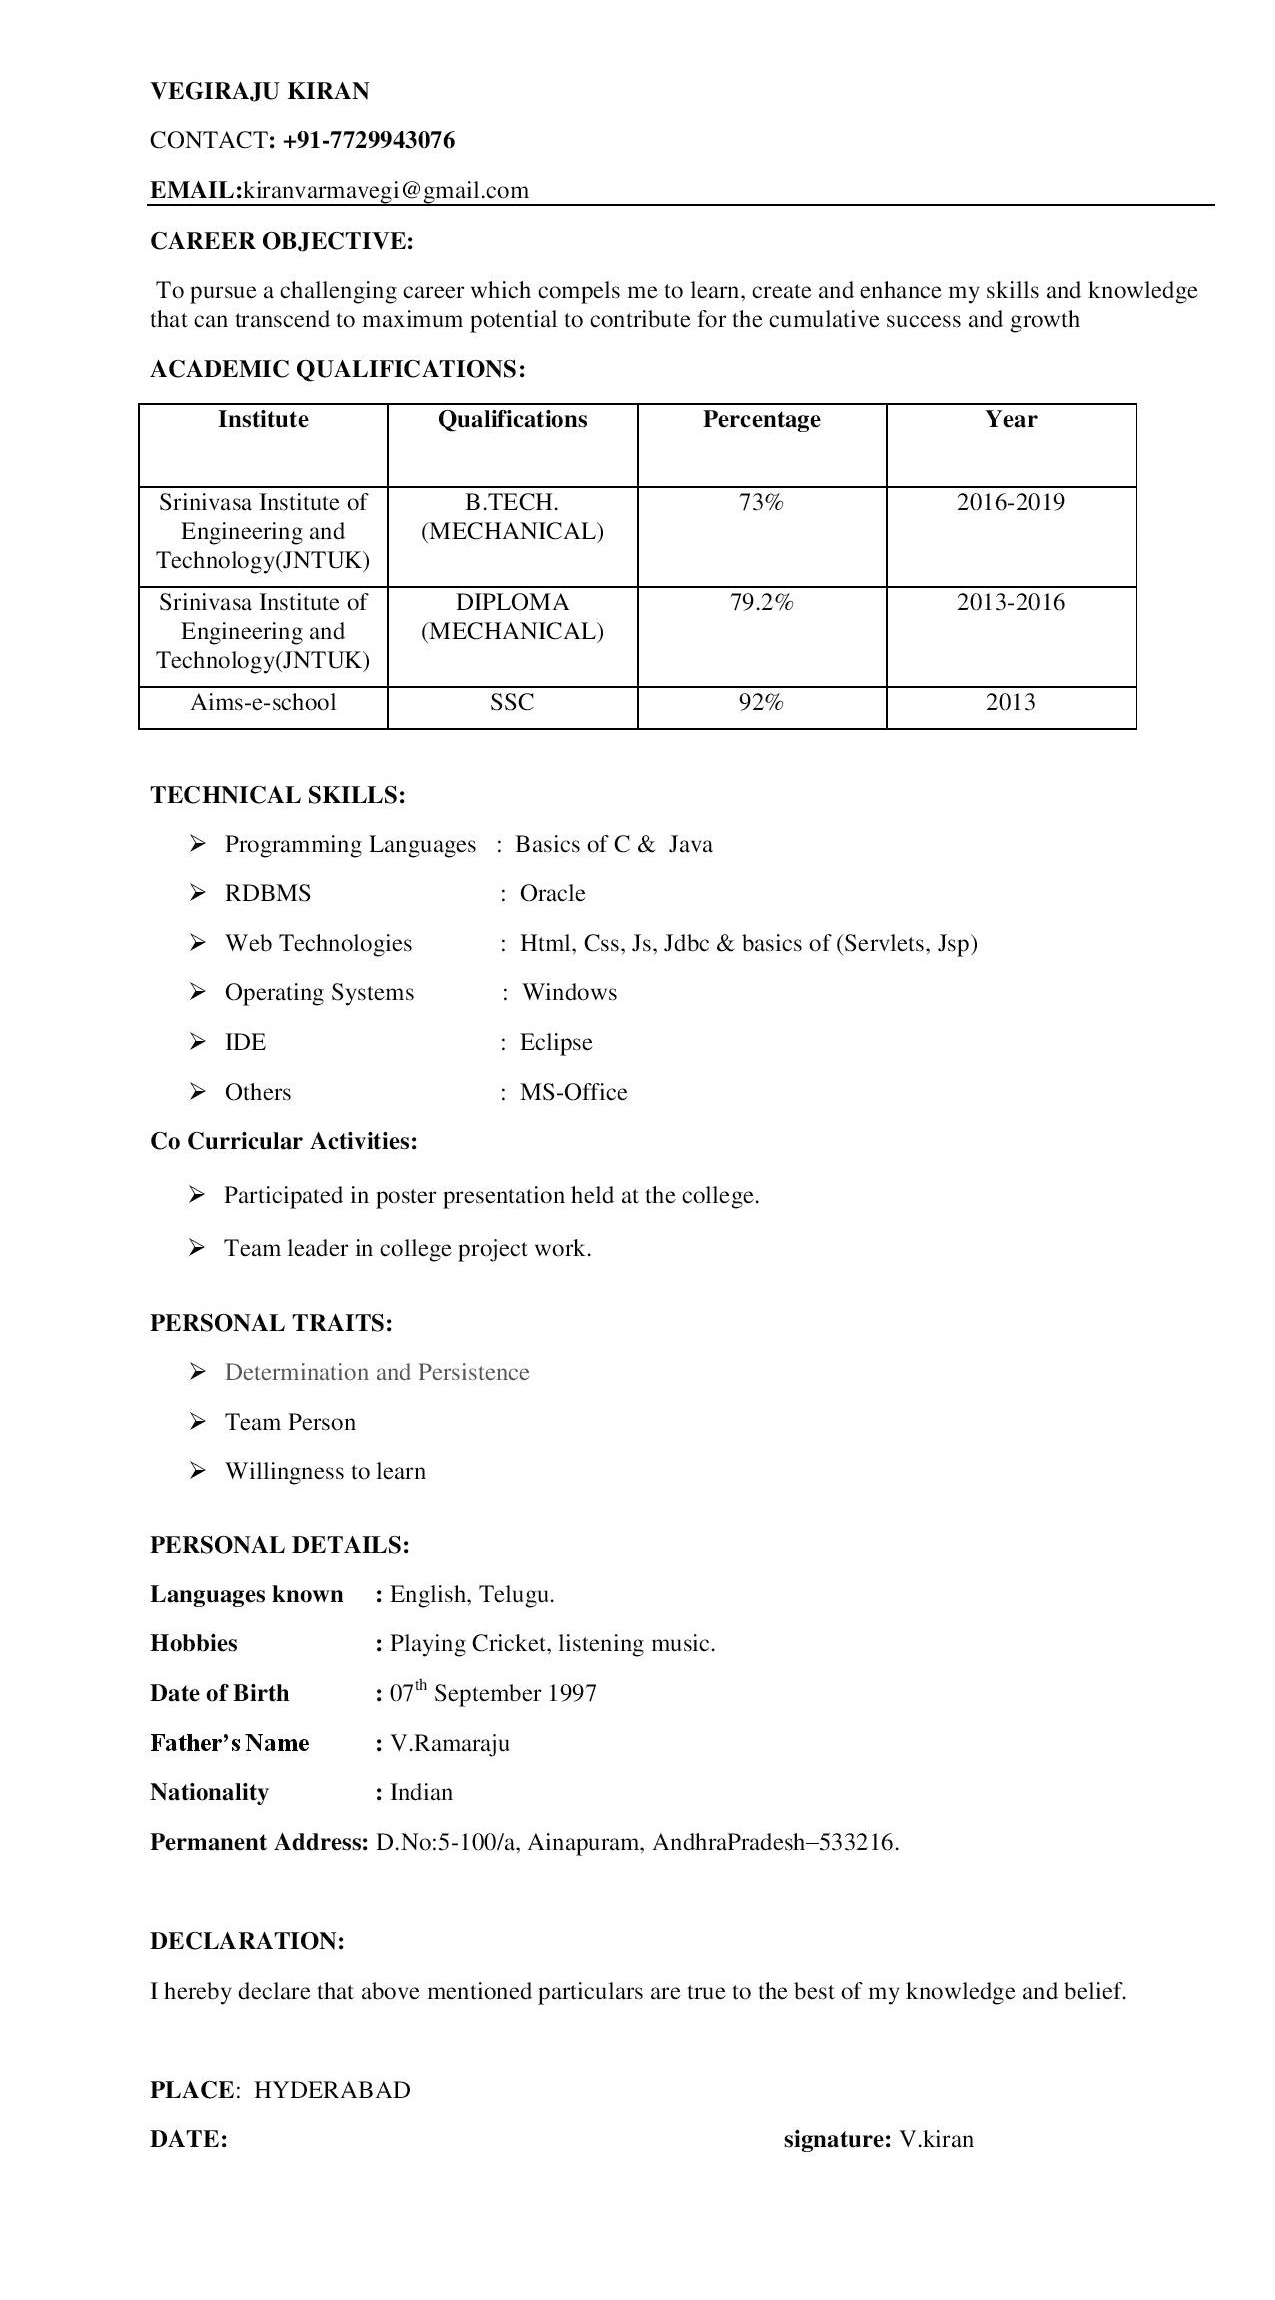 VEGIRAJU KIRAN
CONTACT: +91-7729943076
EMAIL:kiranvarmavegi@gmail.com
CAREER OBJECTIVE:
To pursue a challenging career which compels me to learn, create and enhance my skills and knowledge
that can transcend to maximum potential to contribute for the cumulative success and growth
ACADEMIC QUALIFICATIONS:
Institute Qualifications Percentage Year
Srinivasa Institute of B.TECH. 73% 2016-2019
Engineering and (MECHANICAL)
Technology(JNTUK)
Srinivasa Institute of DIPLOMA 79.2% 2013-2016
Engineering and (MECHANICAL)
Technology(JNTUK)
Aims-e-school SSC 92% 2013
TECHNICAL SKILLS:
➢ Programming Languages : Basics of C & Java
➢ RDBMS : Oracle
➢ Web Technologies : Html, Css, Js, Jdbc & basics of (Servlets, Jsp)
➢ Operating Systems : Windows
➢ IDE : Eclipse
➢ Others : MS-Office
Co Curricular Activities:
➢ Participated in poster presentation held at the college.
➢ Team leader in college project work.
PERSONAL TRAITS:
➢ Determination and Persistence
➢ Team Person
➢ Willingness to learn
PERSONAL DETAILS:
Languages known : English, Telugu.
Hobbies : Playing Cricket, listening music.
Date of Birth : 07th September 1997
Father’s Name : V.Ramaraju
Nationality : Indian
Permanent Address: D.No:5-100/a, Ainapuram, AndhraPradesh–533216.
DECLARATION:
I hereby declare that above mentioned particulars are true to the best of my knowledge and belief.
PLACE: HYDERABAD
DATE: signature: V.kiran